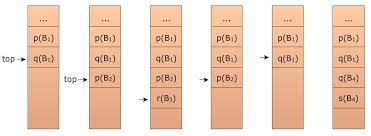 ... ... ... ... ... ...
p(B₁) p(B₁) p(B₁) p(B₁) p(B₁) p(B₁)
top → q(B₁) q(B₁) q(B₁) q(B₁) → q(B₁) q(B₁)
top → p(B₂) p(B₂) → p(B₂) q(B₄)
→ r(B₃) s(B₄)